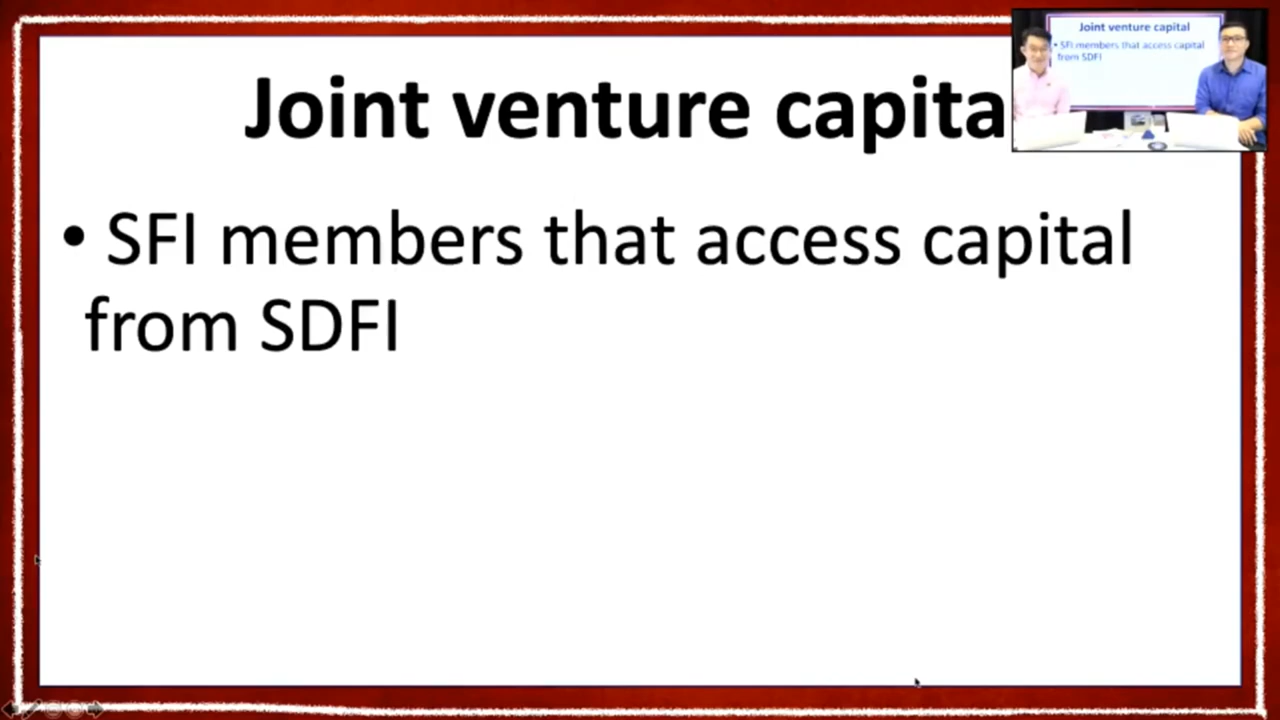 Joint venture capita
• SFI members that access capital
from SDFI
Joint venture capital
• SFI members that access capital
from SDFI